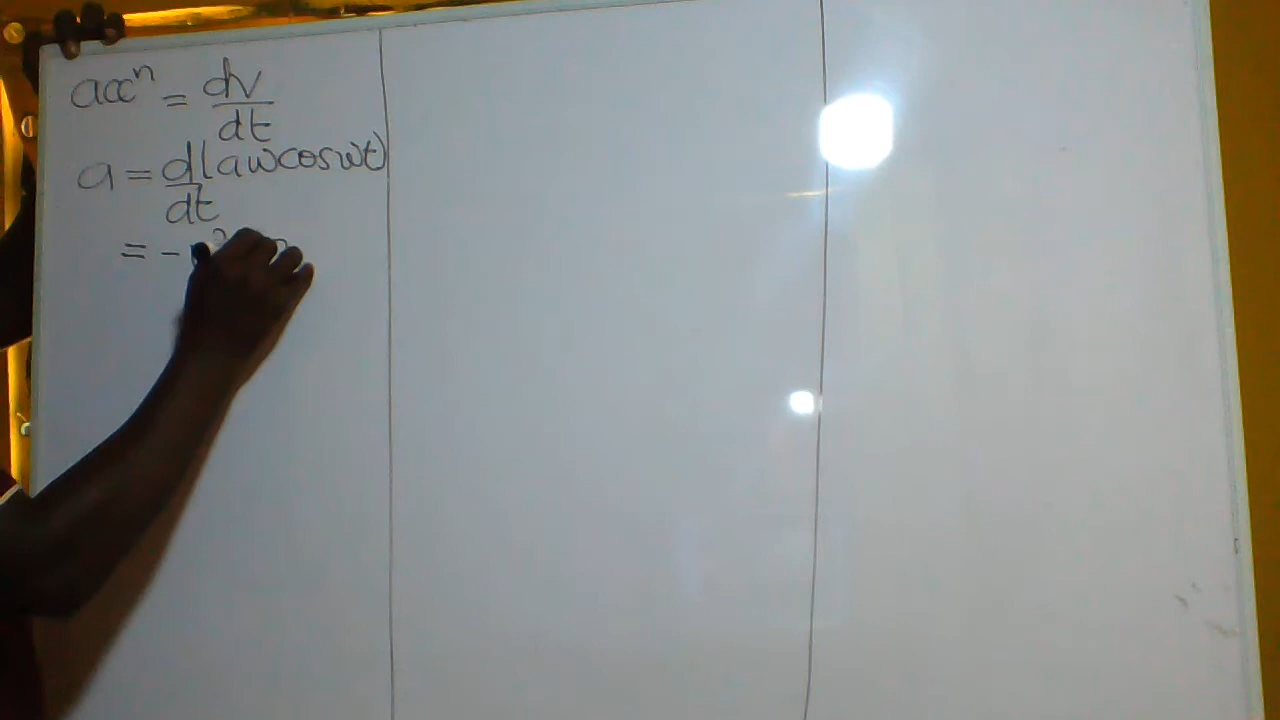 accⁿ = dv/dt
a = d(aωcosωt)/dt
= -